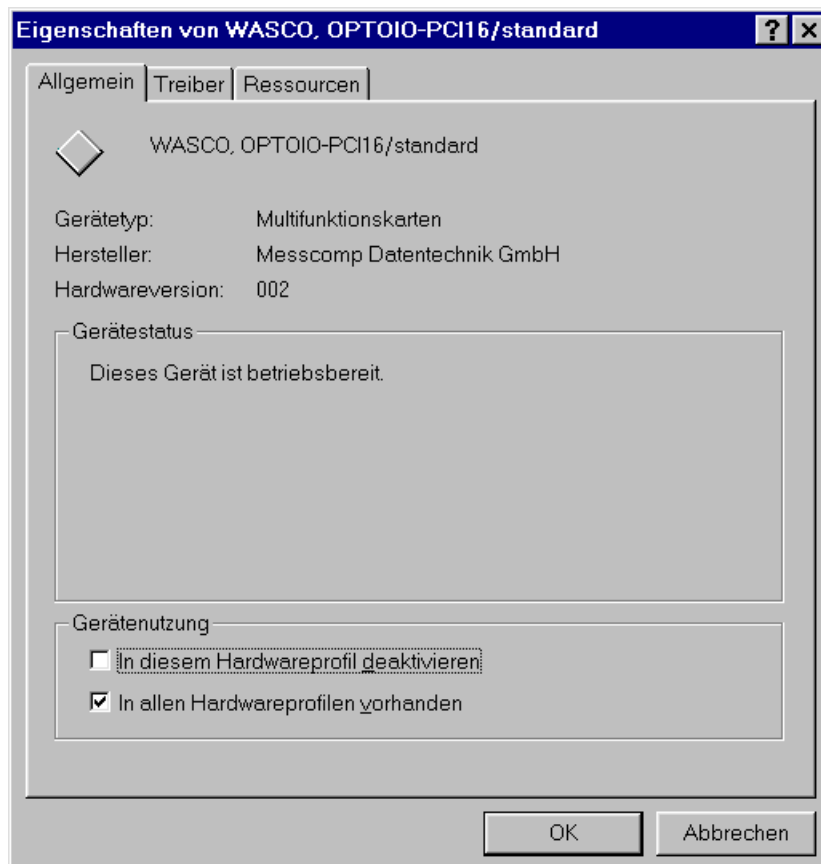 Eigenschaften von WASCO, OPTOIO-PCI16/standard
Allgemein Treiber Ressourcen
WASCO, OPTOIO-PCI16/standard
Gerätetyp: Multifunktionskarten
Hersteller: Messcomp Datentechnik GmbH
Hardwareversion: 002
Gerätestatus
Dieses Gerät ist betriebsbereit.
Gerätenutzung
In diesem Hardwareprofil deaktivieren
In allen Hardwareprofilen vorhanden
OK Abbrechen